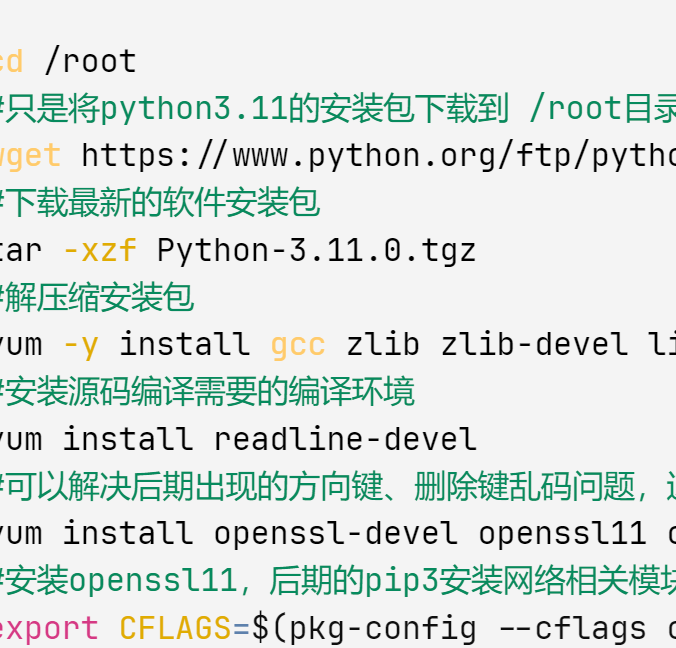 cd /root
#只是将python3.11的安装包下载到 /root目录
wget https://www.python.org/ftp/pytho
#下载最新的软件安装包
tar -xzf Python-3.11.0.tgz
#解压缩安装包
yum -y install gcc zlib zlib-devel li
#安装源码编译需要的编译环境
yum install readline-devel
#可以解决后期出现的方向键、删除键乱码问题，
yum install openssl-devel openssl11 o
#安装openssl11，后期的pip3安装网络相关模块
export CFLAGS=$(pkg-config --cflags o